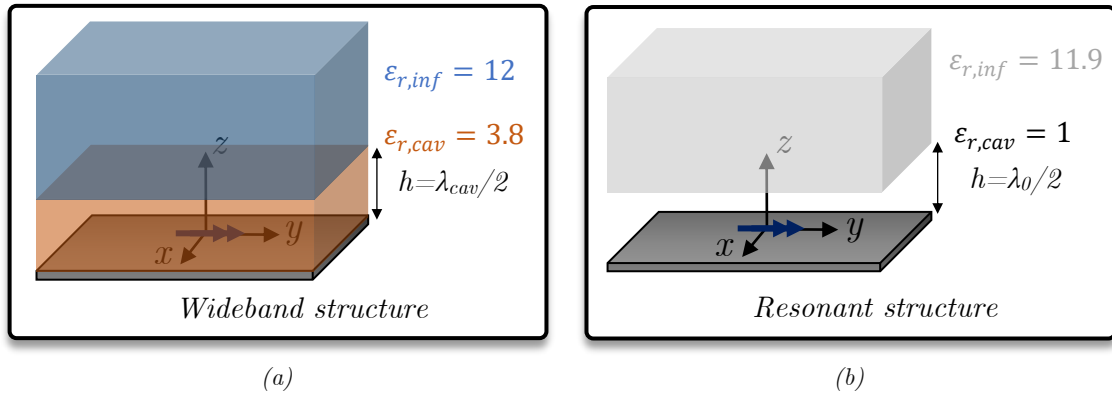 ε_{r,inf} = 12
ε_{r,cav} = 3.8
z
h=λ_{cav}/2
y
x
Wideband structure
(a)
ε_{r,inf} = 11.9
ε_{r,cav} = 1
z
h=λ_0/2
y
x
Resonant structure
(b)